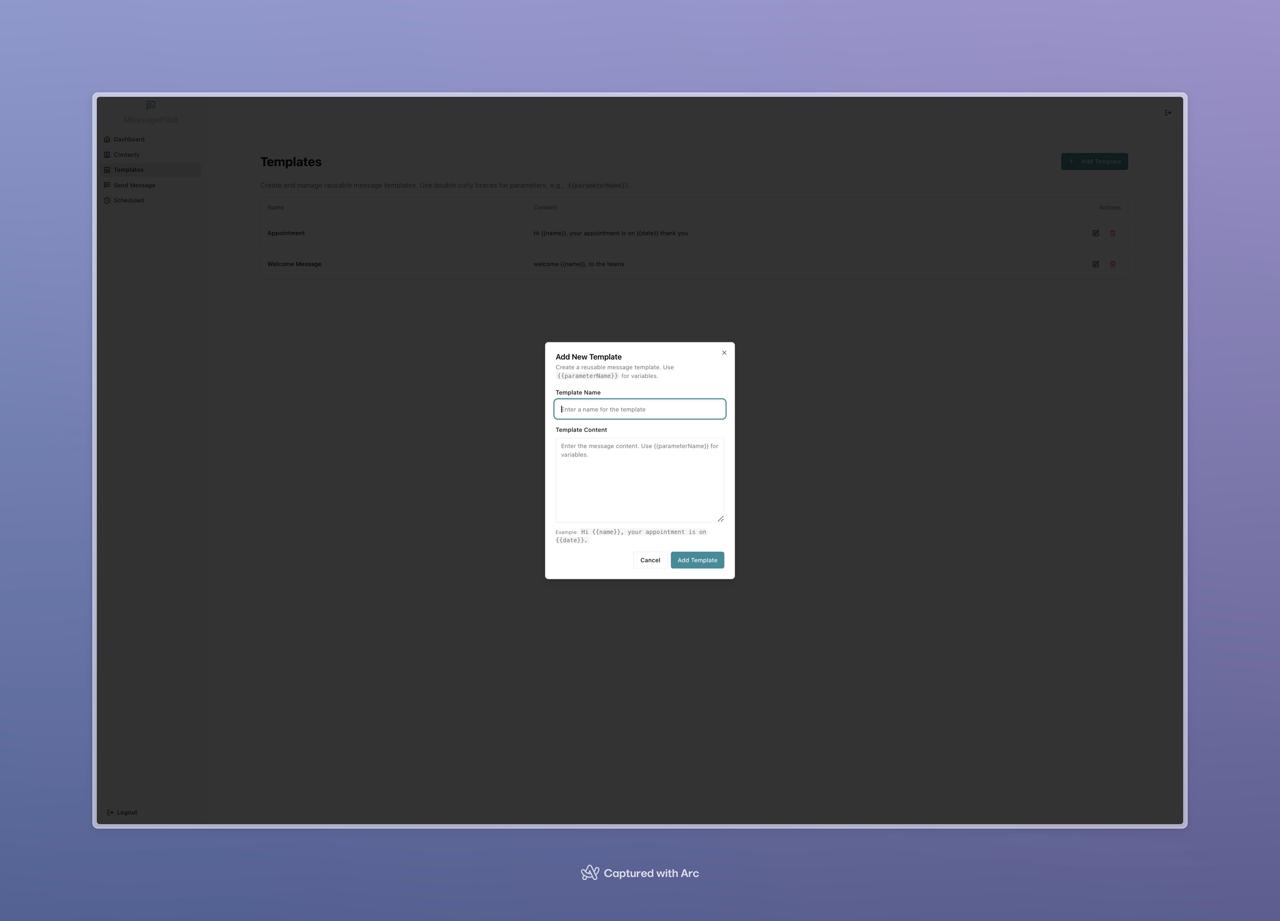 MessagePilot
Dashboard
Contacts
Templates
Send Message
Scheduled
Logout
Templates
+ Add Template
Create and manage reusable message templates. Use double curly braces for parameters, e.g., {{parameterName}}.
Name Content Actions
Appointment Hi {{name}}, your appointment is on {{date}} thank you
Welcome Message welcome {{name}}, to the teams
Add New Template
Create a reusable message template. Use
{{parameterName}} for variables.
Template Name
Enter a name for the template
Template Content
Enter the message content. Use {{parameterName}} for
variables.
Example: Hi {{name}}, your appointment is on
{{date}}.
Cancel Add Template
Captured with Arc